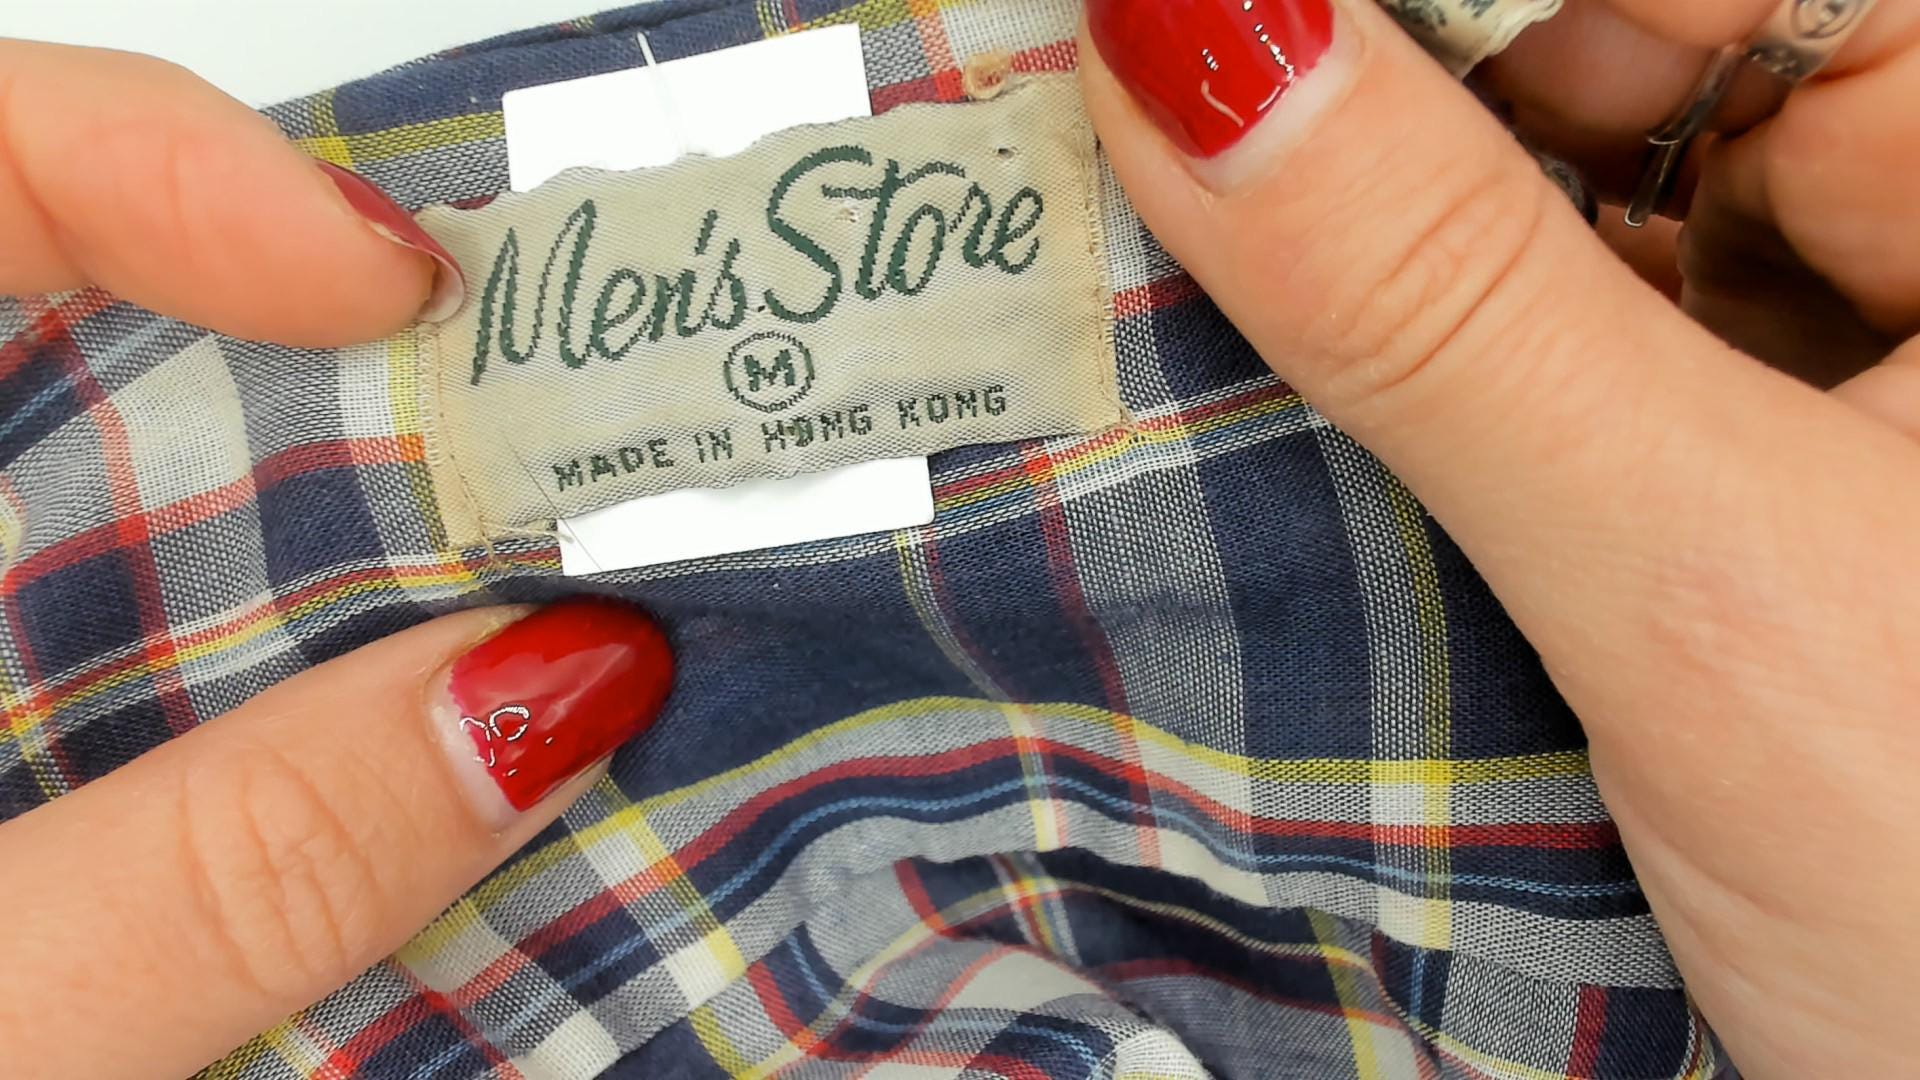 Men's Store
M
MADE IN HONG KONG